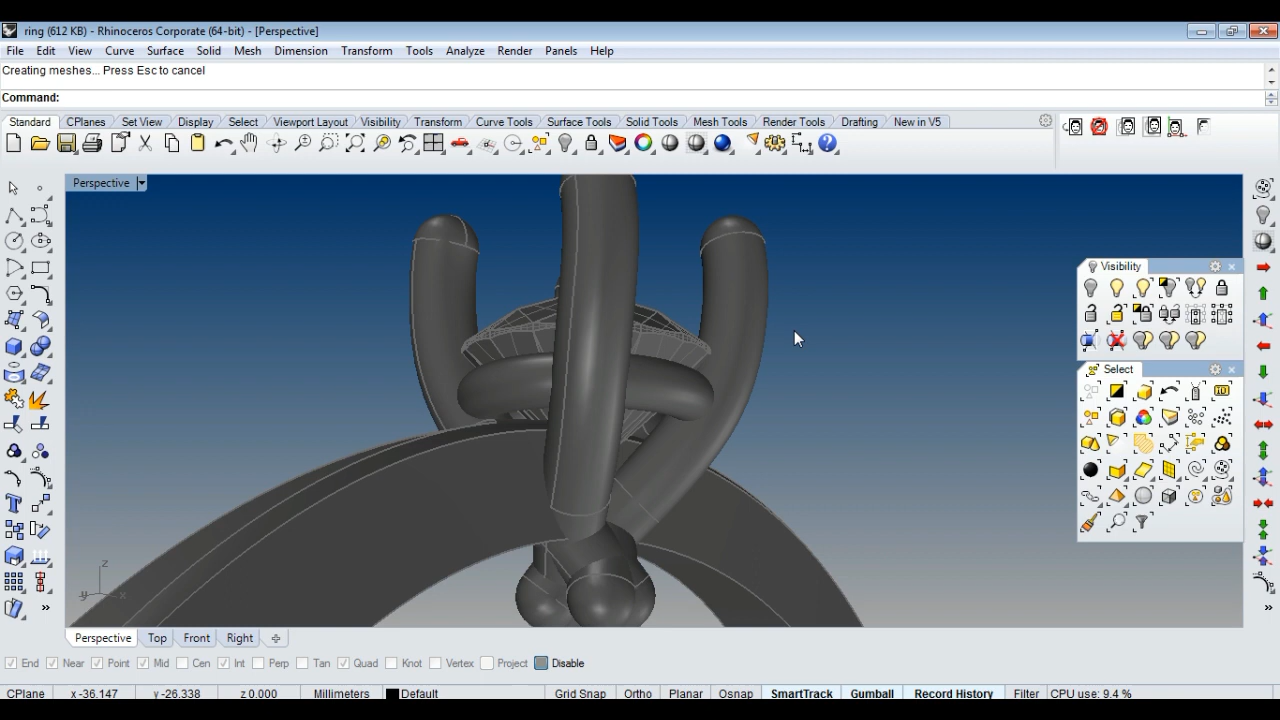 ring (612 KB) - Rhinoceros Corporate (64-bit) - [Perspective]
File Edit View Curve Surface Solid Mesh Dimension Transform Tools Analyze Render Panels Help
Creating meshes... Press Esc to cancel
Command:
Standard CPlanes Set View Display Select Viewport Layout Visibility Transform Curve Tools Surface Tools Solid Tools Mesh Tools Render Tools Drafting New in V5
Perspective
Visibility
Select
z
y x
Perspective Top Front Right
End Near Point Mid Cen Int Perp Tan Quad Knot Vertex Project Disable
CPlane x -36.147 y -26.338 z 0.000 Millimeters Default Grid Snap Ortho Planar Osnap SmartTrack Gumball Record History Filter CPU use: 9.4 %